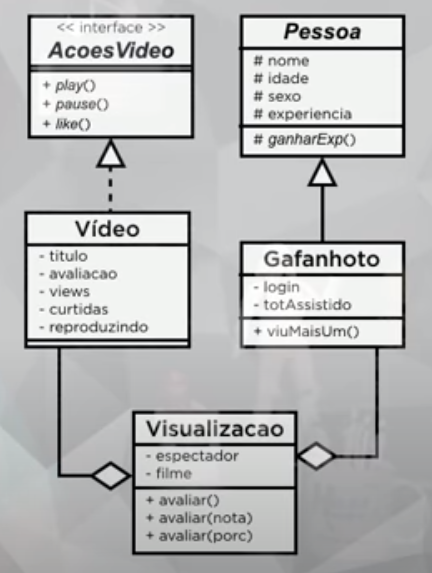 << interface >>
AcoesVideo
+ play()
+ pause()
+ like()
Pessoa
# nome
# idade
# sexo
# experiencia
# ganharExp()
Vídeo
- titulo
- avaliacao
- views
- curtidas
- reproduzindo
Gafanhoto
- login
- totAssistido
+ viuMaisUm()
Visualizacao
- espectador
- filme
+ avaliar()
+ avaliar(nota)
+ avaliar(porc)